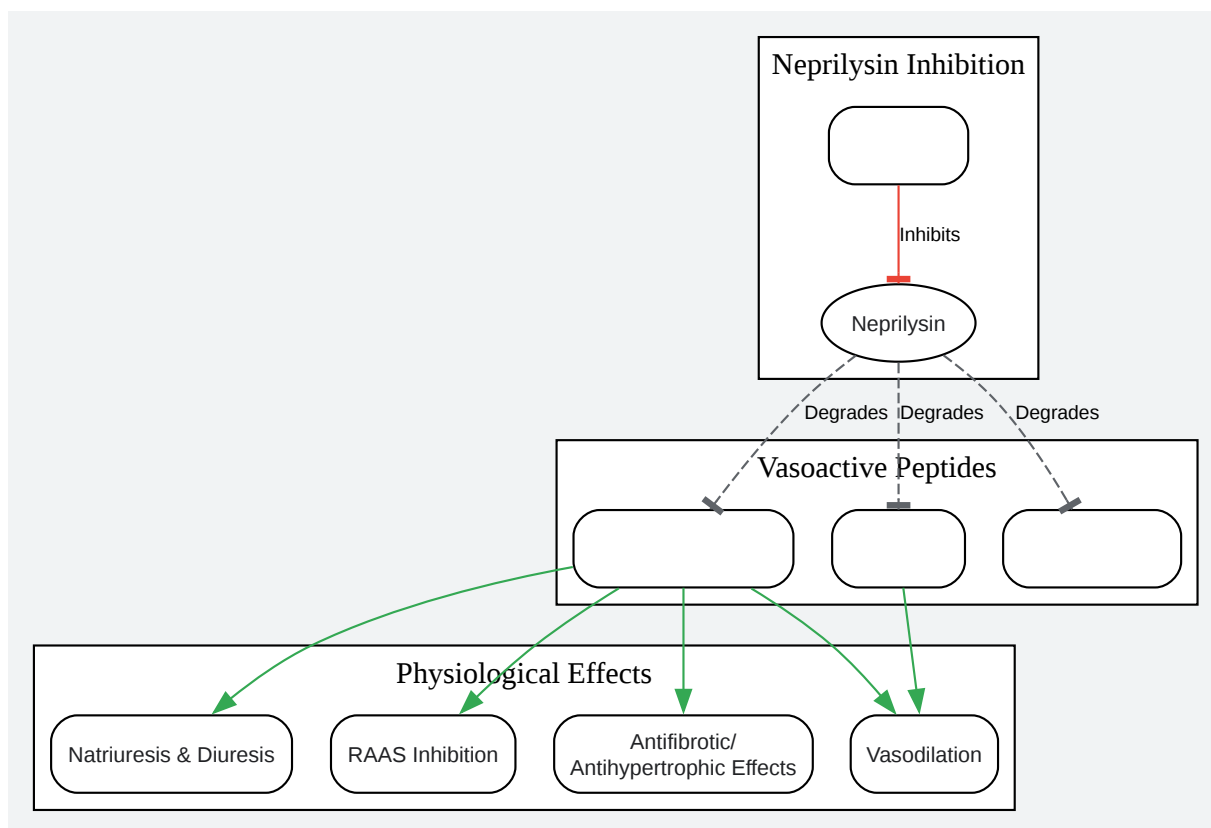 Neprilysin Inhibition
Inhibits
Neprilysin
Degrades
Degrades
Degrades
Vasoactive Peptides
Physiological Effects
Natriuresis & Diuresis
RAAS Inhibition
Antifibrotic/
Antihypertrophic Effects
Vasodilation